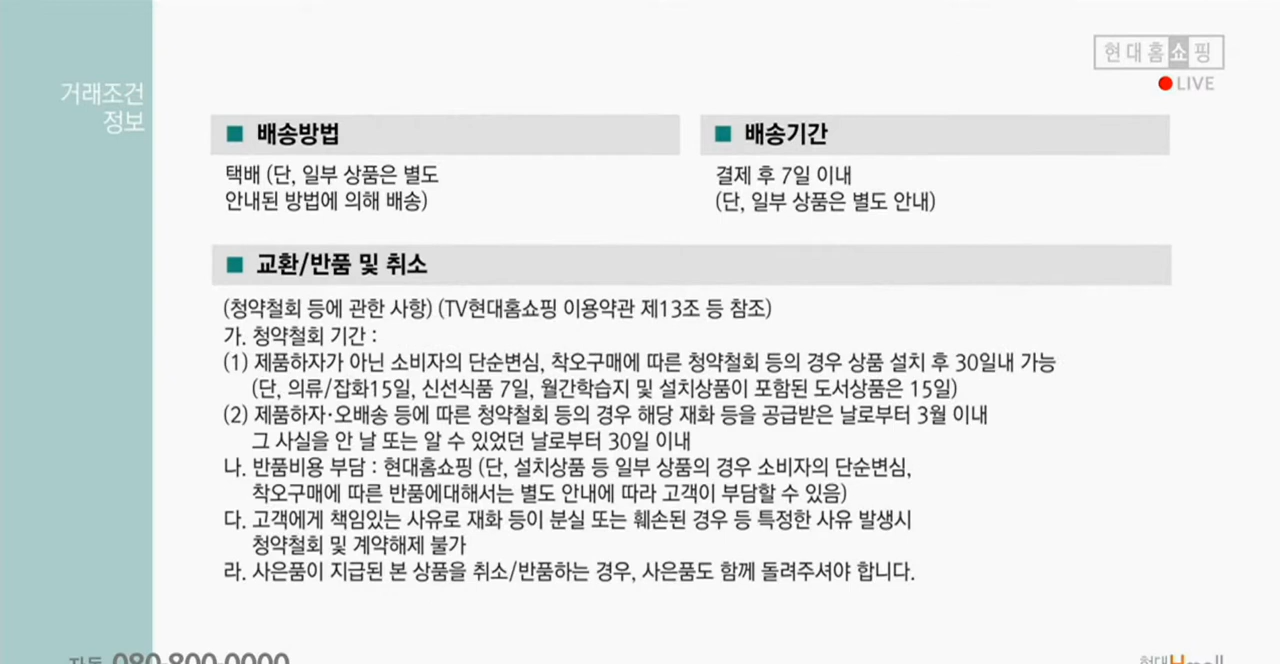 현대홈쇼핑
LIVE
거래조건
정보
■ 배송방법
택배 (단, 일부 상품은 별도
안내된 방법에 의해 배송)
■ 배송기간
결제 후 7일 이내
(단, 일부 상품은 별도 안내)
■ 교환/반품 및 취소
(청약철회 등에 관한 사항) (TV현대홈쇼핑 이용약관 제13조 등 참조)
가. 청약철회 기간 :
(1) 제품하자가 아닌 소비자의 단순변심, 착오구매에 따른 청약철회 등의 경우 상품 설치 후 30일내 가능
(단, 의류/잡화15일, 신선식품 7일, 월간학습지 및 설치상품이 포함된 도서상품은 15일)
(2) 제품하자·오배송 등에 따른 청약철회 등의 경우 해당 재화 등을 공급받은 날로부터 3월 이내
그 사실을 안 날 또는 알 수 있었던 날로부터 30일 이내
나. 반품비용 부담 : 현대홈쇼핑 (단, 설치상품 등 일부 상품의 경우 소비자의 단순변심,
착오구매에 따른 반품에대해서는 별도 안내에 따라 고객이 부담할 수 있음)
다. 고객에게 책임있는 사유로 재화 등이 분실 또는 훼손된 경우 등 특정한 사유 발생시
청약철회 및 계약해제 불가
라. 사은품이 지급된 본 상품을 취소/반품하는 경우, 사은품도 함께 돌려주셔야 합니다.
자동 080-800-0000
현대Hmall